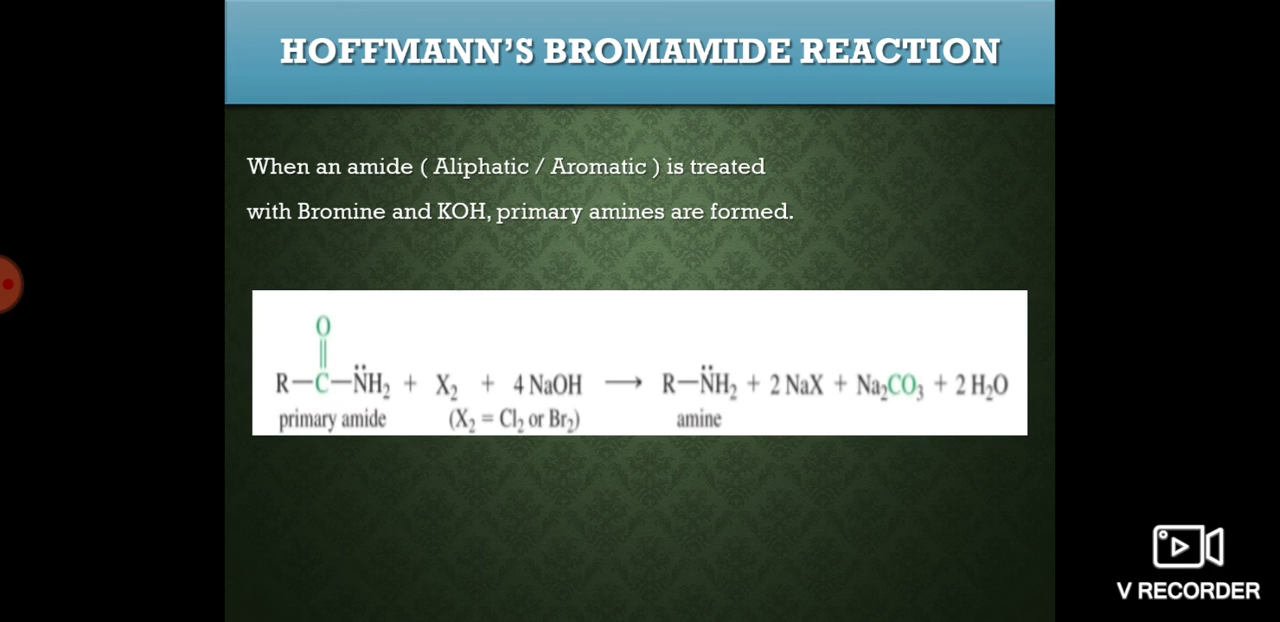 HOFFMANN'S BROMAMIDE REACTION
When an amide ( Aliphatic / Aromatic ) is treated
with Bromine and KOH, primary amines are formed.
O
R—C—N̈H₂ + X₂ + 4 NaOH ⟶ R—N̈H₂ + 2 NaX + Na₂CO₃ + 2 H₂O
primary amide (X₂ = Cl₂ or Br₂) amine
V RECORDER